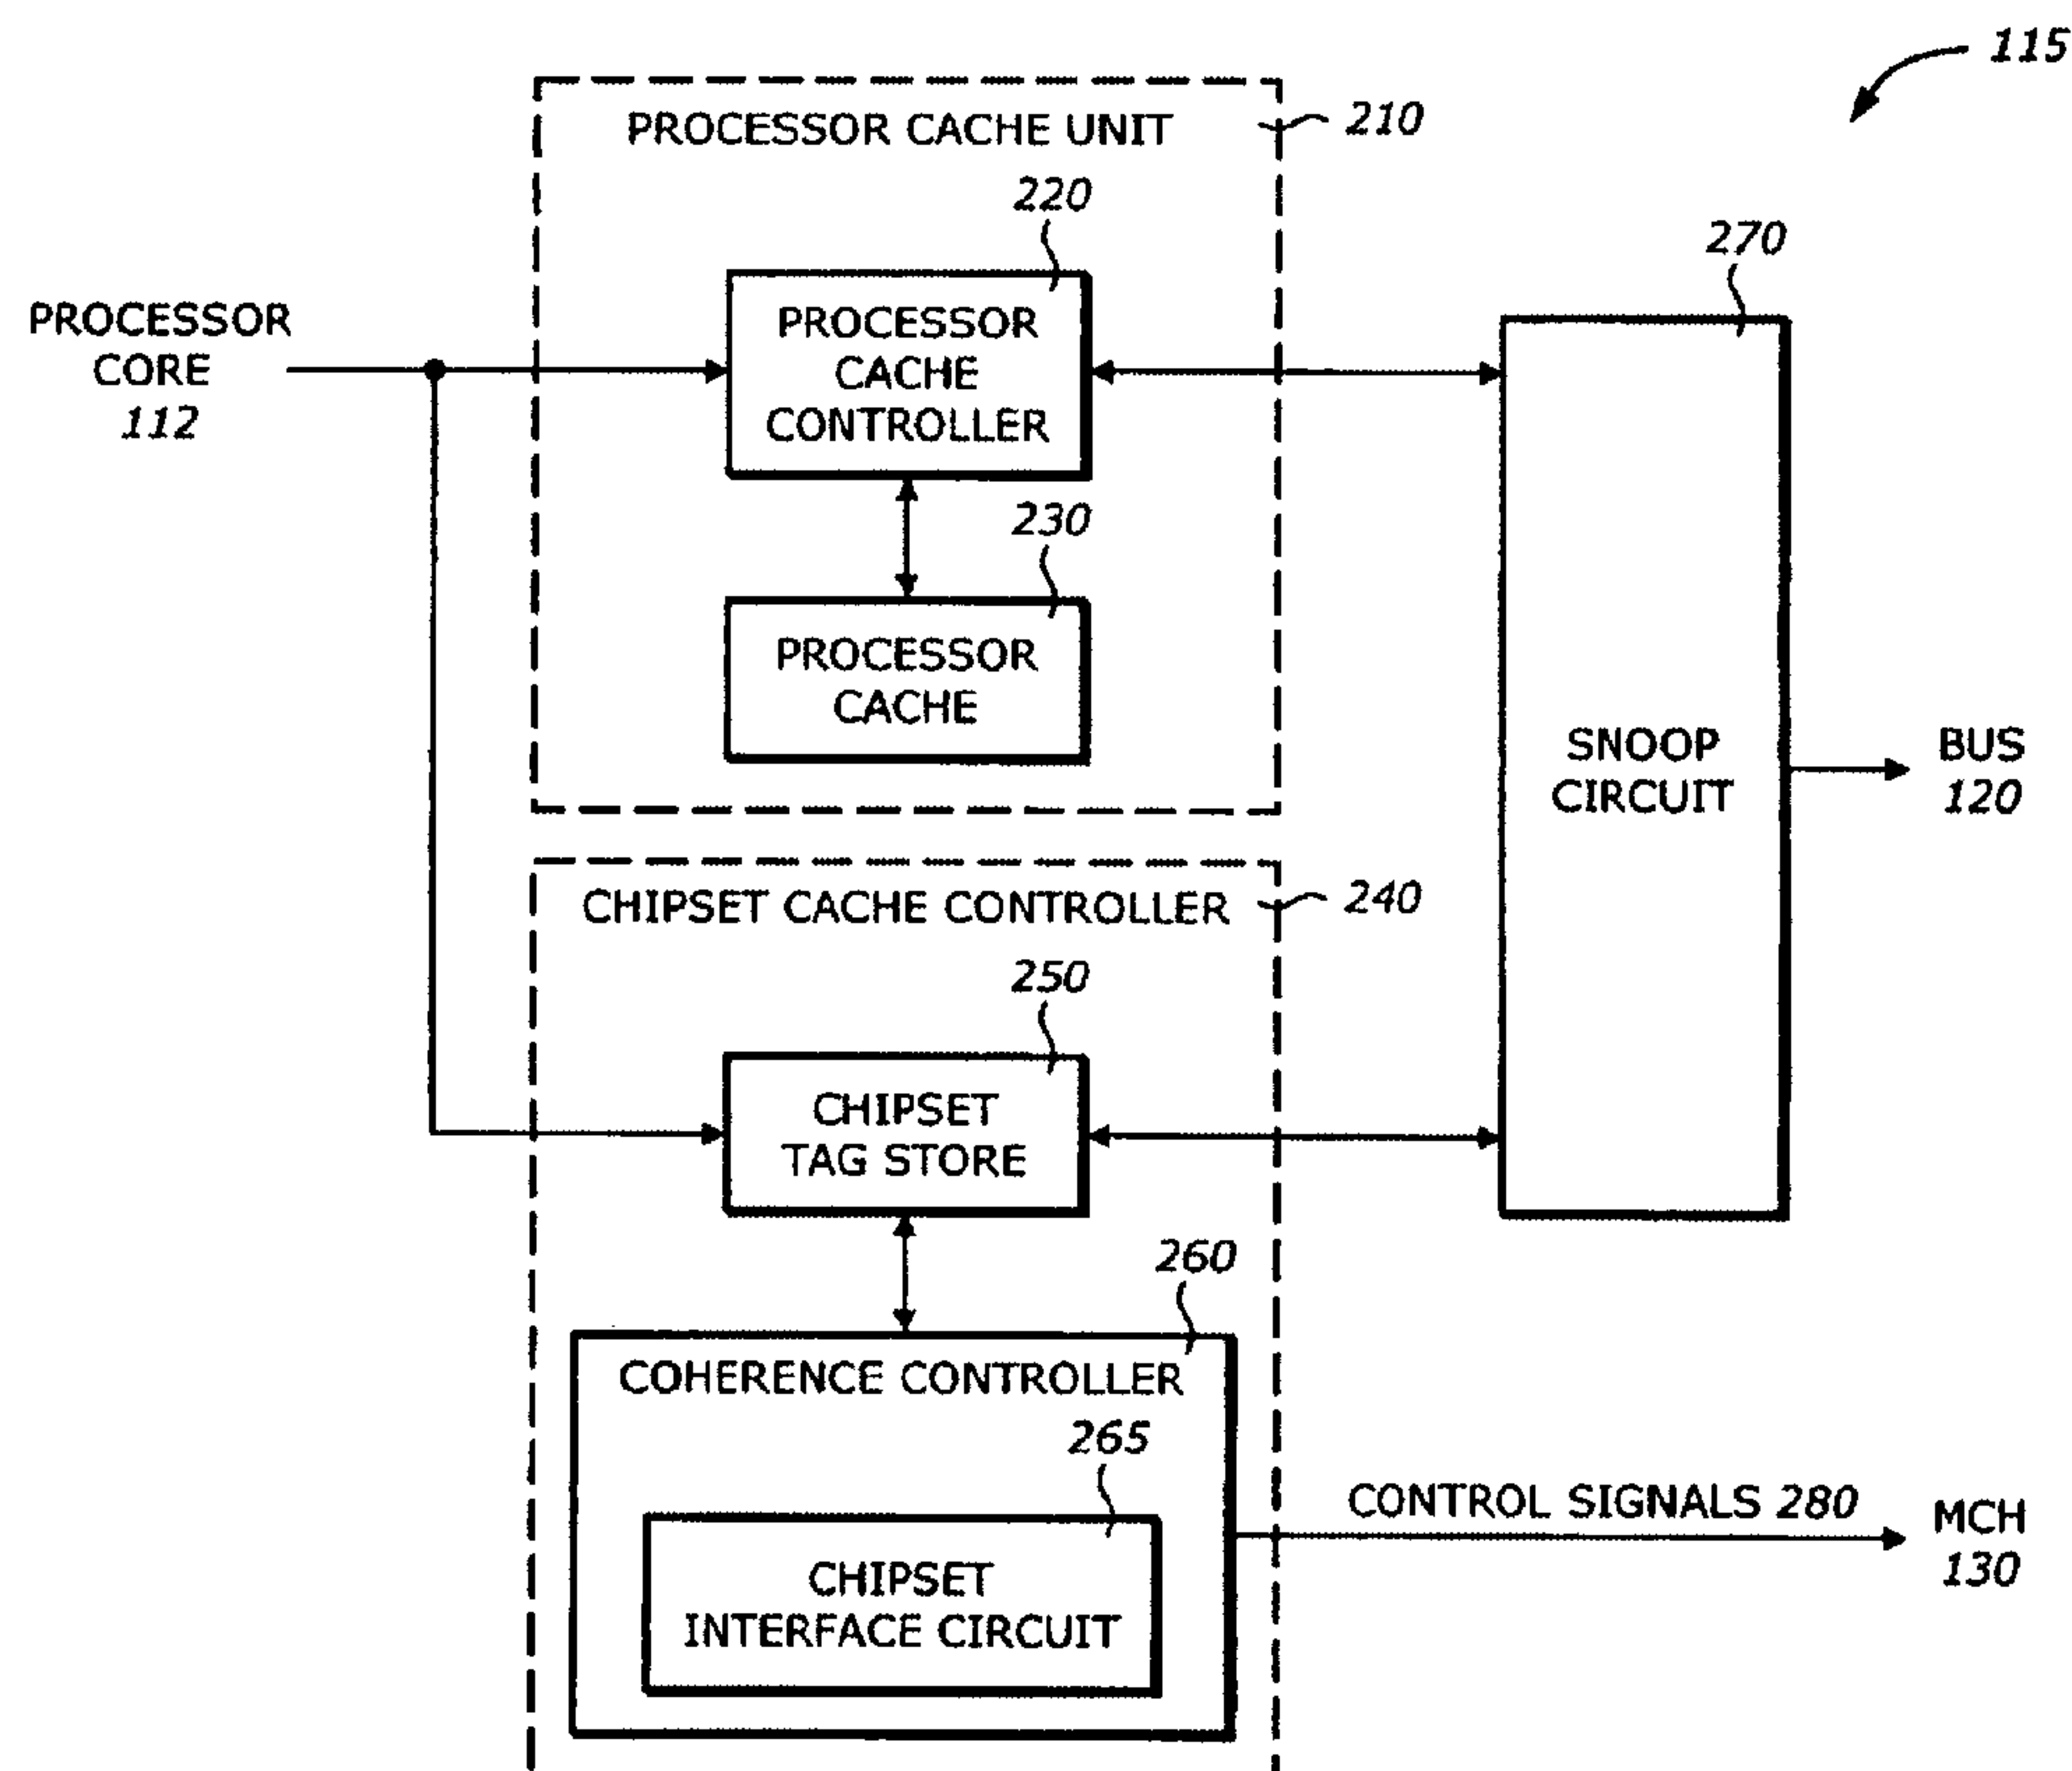 115
PROCESSOR CACHE UNIT
210
220
270
PROCESSOR
CORE
112
PROCESSOR
CACHE
CONTROLLER
230
PROCESSOR
CACHE
SNOOP
CIRCUIT
BUS
120
CHIPSET CACHE CONTROLLER
240
250
CHIPSET
TAG STORE
260
COHERENCE CONTROLLER
265
CHIPSET
INTERFACE CIRCUIT
CONTROL SIGNALS 280
MCH
130